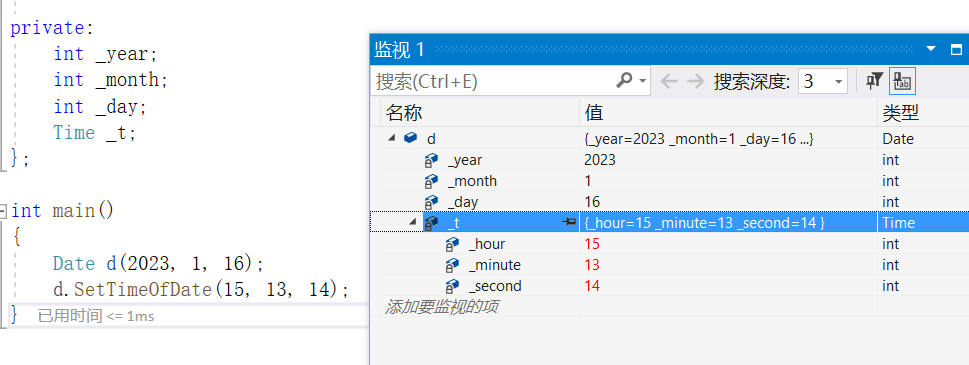 private:
int _year;
int _month;
int _day;
Time _t;
};
int main()
{
Date d(2023, 1, 16);
d.SetTimeOfDate(15, 13, 14);
} 已用时间 <= 1ms
监视 1
搜索(Ctrl+E) 搜索深度: 3
名称 值 类型
d {_year=2023 _month=1 _day=16 ...} Date
_year 2023 int
_month 1 int
_day 16 int
_t {_hour=15 _minute=13 _second=14 } Time
_hour 15 int
_minute 13 int
_second 14 int
添加要监视的项